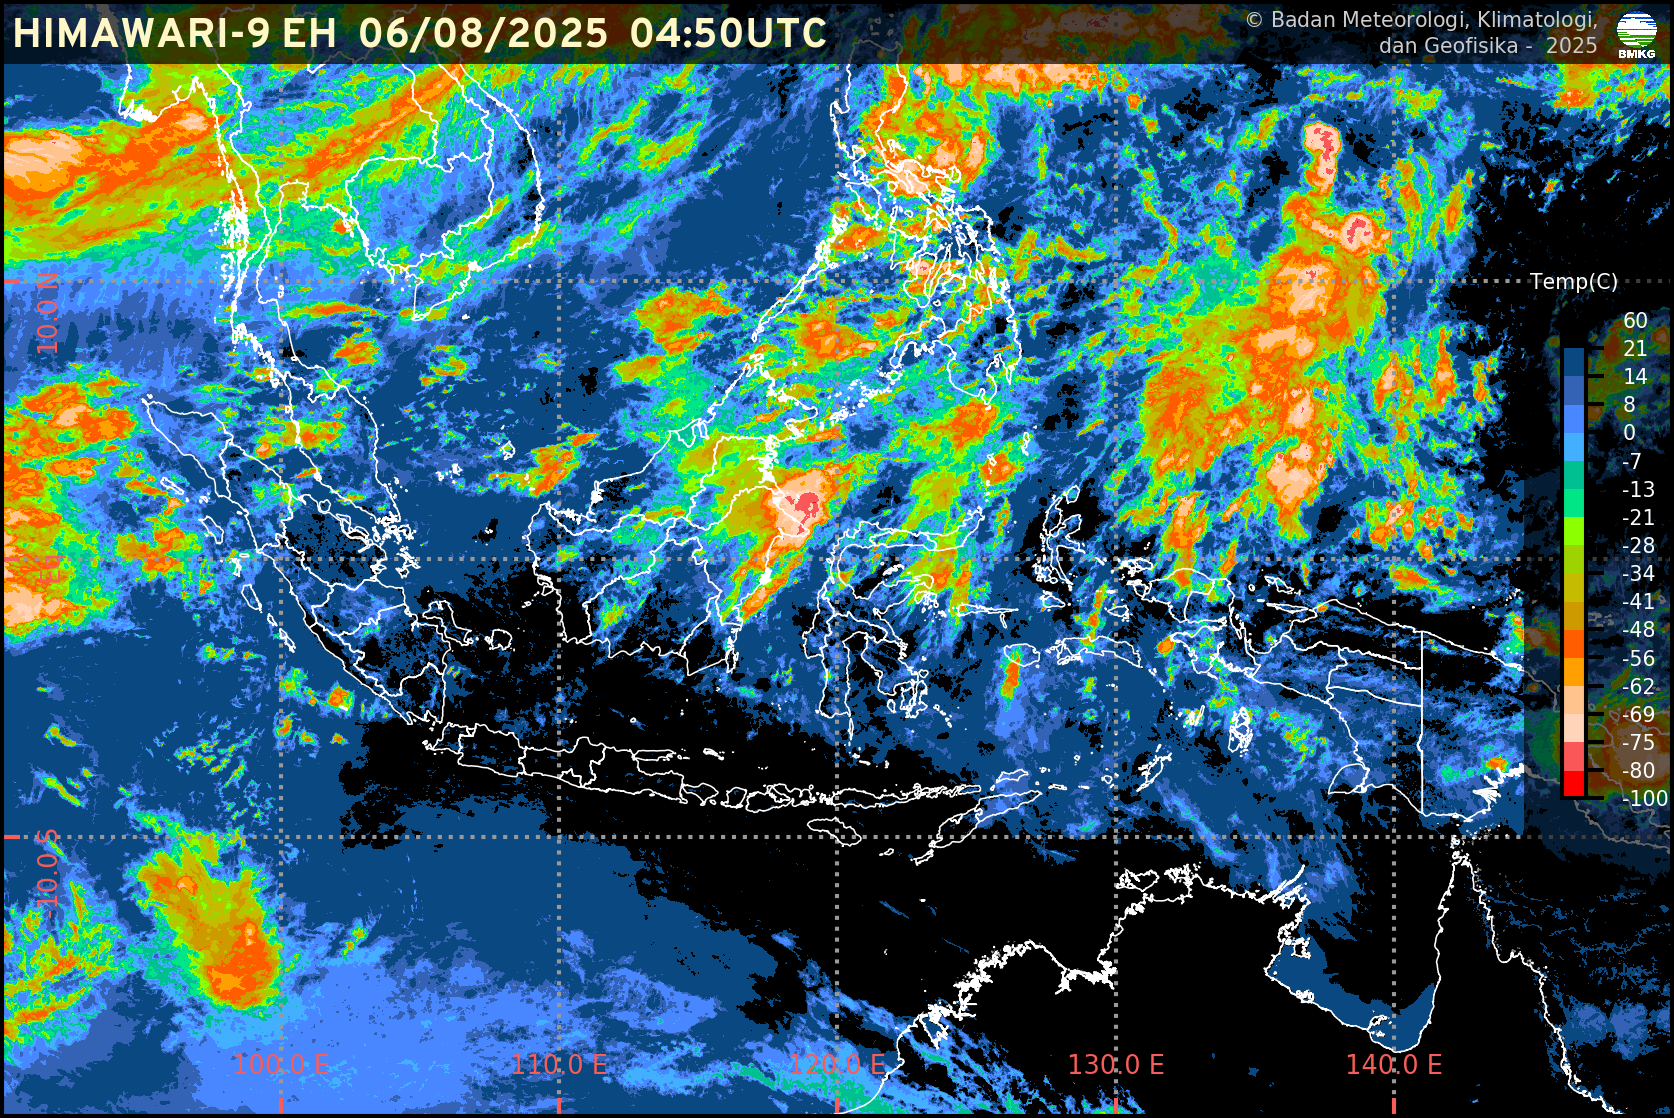 HIMAWARI-9 EH 06/08/2025 04:50UTC
© Badan Meteorologi, Klimatologi,
dan Geofisika - 2025
BMKG
Temp(C)
60
21
14
8
0
-7
-13
-21
-28
-34
-41
-48
-56
-62
-69
-75
-80
-100
10.0 N
-10.0 S
100.0 E
110.0 E
120.0 E
130.0 E
140.0 E